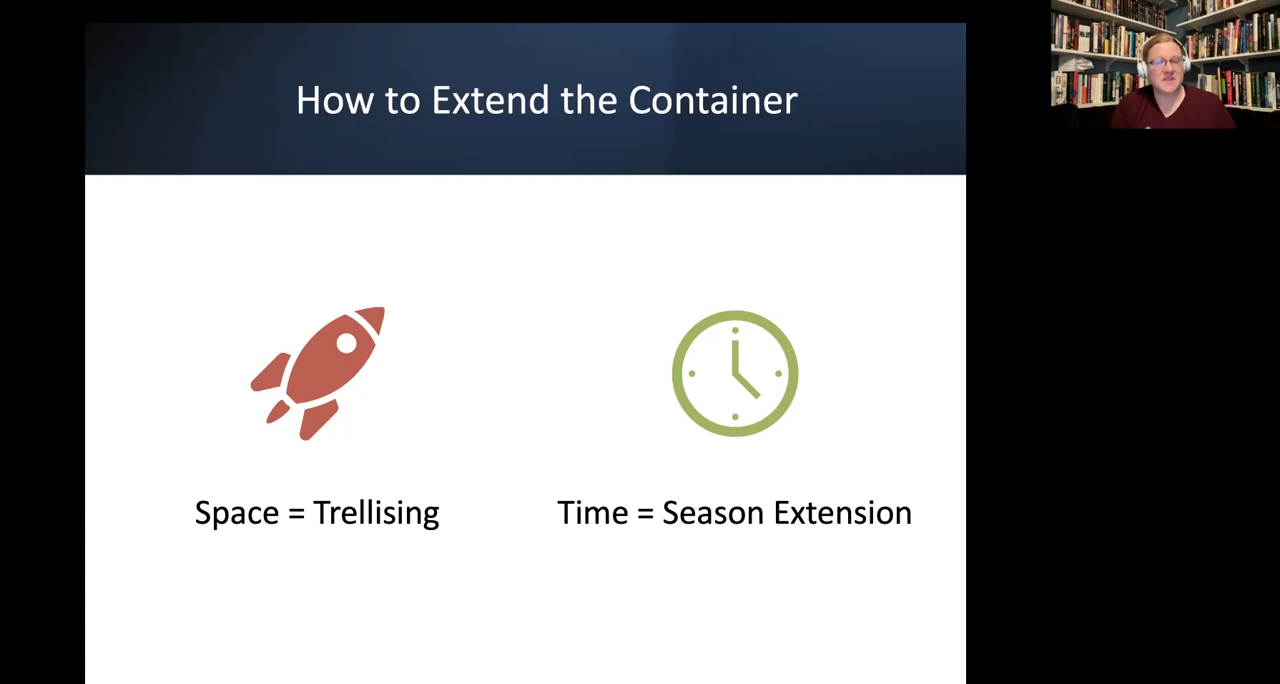 How to Extend the Container
Space = Trellising
Time = Season Extension